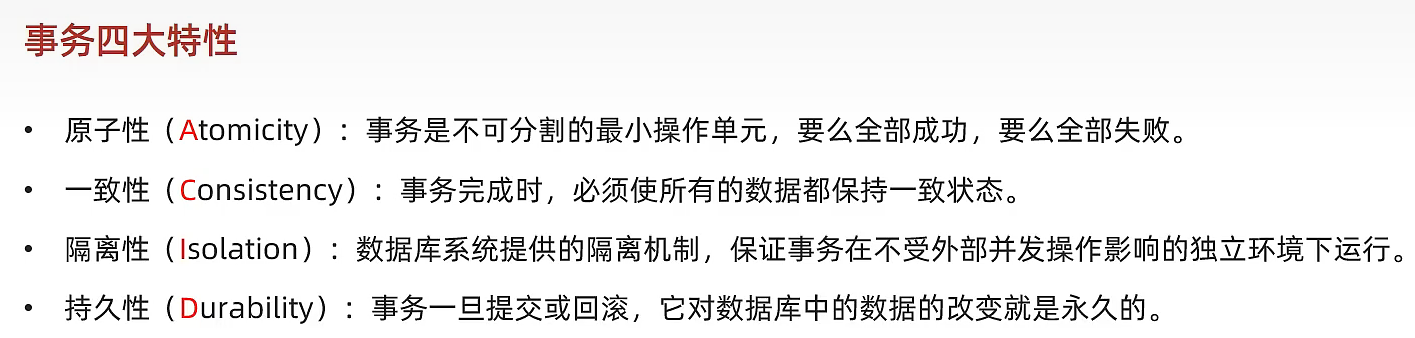 事务四大特性
• 原子性（Atomicity）：事务是不可分割的最小操作单元，要么全部成功，要么全部失败。
• 一致性（Consistency）：事务完成时，必须使所有的数据都保持一致状态。
• 隔离性（Isolation）：数据库系统提供的隔离机制，保证事务在不受外部并发操作影响的独立环境下运行。
• 持久性（Durability）：事务一旦提交或回滚，它对数据库中的数据的改变就是永久的。